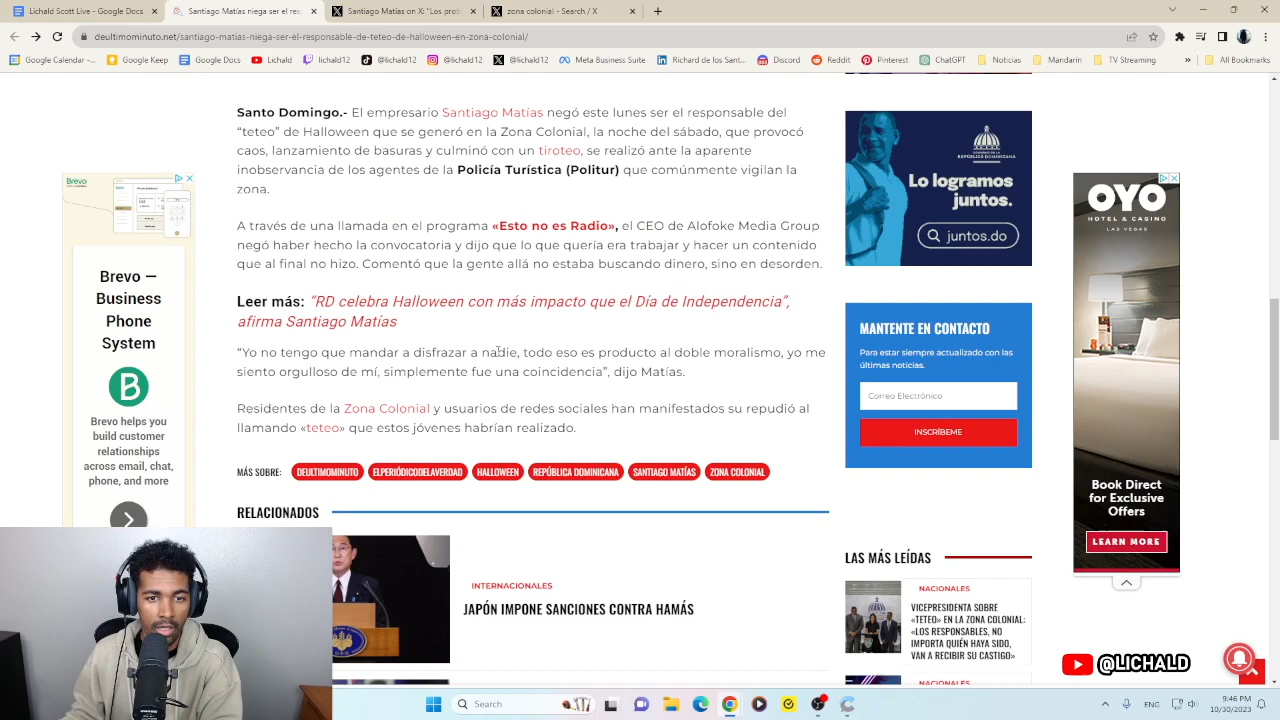 Lichald Scott Live - Google Doc
Santiago Matías niega ser el res
Santiago Matías on X: "Los prefi
zona colonial - Search / X
deultimominuto.net/santiago-matias-niega-ser-el-responsable-de-teteo-de-halloween-en-zona-colonial/
Google Calendar -...
Google Keep
Google Docs
Lichald
lichald12
@lichald12
@lichald12
@lichald12
Meta Business Suite
Richard de los Sant...
Discord
Reddit
Pinterest
ChatGPT
Noticias
Mandarín
TV Streaming
»
All Bookmarks
Santo Domingo.- El empresario Santiago Matías negó este lunes ser el responsable del
“teteo” de Halloween que se generó en la Zona Colonial, la noche del sábado, que provocó
caos, lanzamiento de basuras y culminó con un tiroteo, se realizó ante la aparente
inobservancia de los agentes de la Policía Turística (Politur) que comúnmente vigilan la
zona.
A través de una llamada en el programa «Esto no es Radio», el CEO de Alofoke Media Group
negó haber hecho la convocatoria y dijo que lo que quería era trabajar y hacer un contenido
que al final no hizo. Comentó que la gente allá no estaba buscando dinero, sino en desorden.
Leer más: “RD celebra Halloween con más impacto que el Día de Independencia”,
afirma Santiago Matías
“Yo no tengo que mandar a disfrazar a nadie, todo eso es producto al doble moralismo, yo me
siento orgulloso de mí, simplemente fue una coincidencia”, dijo Matías.
Residentes de la Zona Colonial y usuarios de redes sociales han manifestados su repudió al
llamando «teteo» que estos jóvenes habrían realizado.
MÁS SOBRE:
DEULTIMOMINUTO
ELPERIÓDICODELAVERDAD
HALLOWEEN
REPÚBLICA DOMINICANA
SANTIAGO MATÍAS
ZONA COLONIAL
RELACIONADOS
INTERNACIONALES
JAPÓN IMPONE SANCIONES CONTRA HAMÁS
Brevo
Brevo —
Business
Phone
System
B
Brevo helps you
build customer
relationships
across email, chat,
phone, and more
GOBIERNO DE LA
REPÚBLICA DOMINICANA
Lo logramos
juntos.
juntos.do
MANTENTE EN CONTACTO
Para estar siempre actualizado con las
últimas noticias.
Correo Electrónico
INSCRÍBEME
LAS MÁS LEÍDAS
NACIONALES
VICEPRESIDENTA SOBRE
«TETEO» EN LA ZONA COLONIAL:
«LOS RESPONSABLES, NO
IMPORTA QUIÉN HAYA SIDO,
VAN A RECIBIR SU CASTIGO»
NACIONALES
OYO
HOTEL & CASINO
LAS VEGAS
Book Direct
for Exclusive
Offers
LEARN MORE
@LICHALD
Search
ENG
9:46 PM
10/30/2023